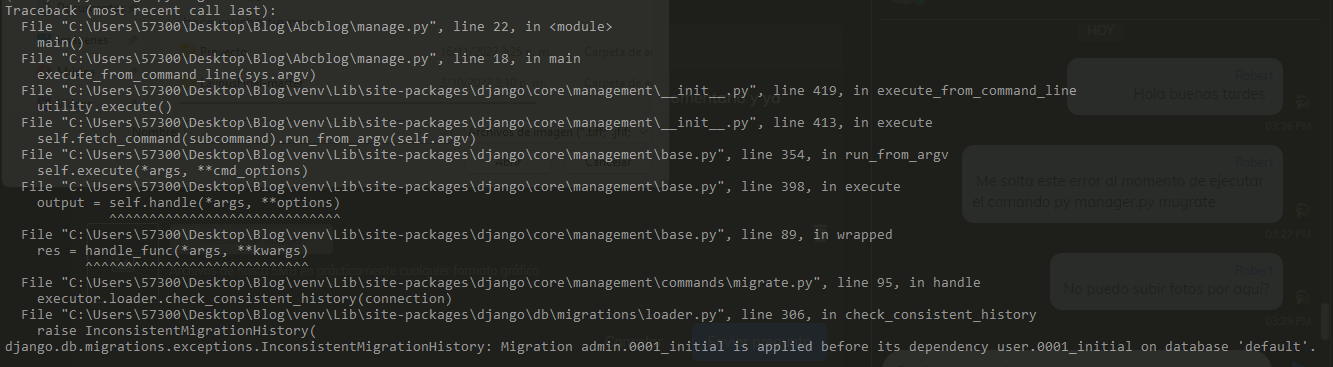 Traceback (most recent call last):
  File "C:\Users\57300\Desktop\Blog\Abcblog\manage.py", line 22, in <module>
    main()
  File "C:\Users\57300\Desktop\Blog\Abcblog\manage.py", line 18, in main
    execute_from_command_line(sys.argv)
  File "C:\Users\57300\Desktop\Blog\venv\Lib\site-packages\django\core\management\__init__.py", line 419, in execute_from_command_line
    utility.execute()
  File "C:\Users\57300\Desktop\Blog\venv\Lib\site-packages\django\core\management\__init__.py", line 413, in execute
    self.fetch_command(subcommand).run_from_argv(self.argv)
  File "C:\Users\57300\Desktop\Blog\venv\Lib\site-packages\django\core\management\base.py", line 354, in run_from_argv
    self.execute(*args, **cmd_options)
  File "C:\Users\57300\Desktop\Blog\venv\Lib\site-packages\django\core\management\base.py", line 398, in execute
    output = self.handle(*args, **options)
             ^^^^^^^^^^^^^^^^^^^^^^^^^^^^^
  File "C:\Users\57300\Desktop\Blog\venv\Lib\site-packages\django\core\management\base.py", line 89, in wrapped
    res = handle_func(*args, **kwargs)
          ^^^^^^^^^^^^^^^^^^^^^^^^^^^^
  File "C:\Users\57300\Desktop\Blog\venv\Lib\site-packages\django\core\management\commands\migrate.py", line 95, in handle
    executor.loader.check_consistent_history(connection)
  File "C:\Users\57300\Desktop\Blog\venv\Lib\site-packages\django\db\migrations\loader.py", line 306, in check_consistent_history
    raise InconsistentMigrationHistory(
django.db.migrations.exceptions.InconsistentMigrationHistory: Migration admin.0001_initial is applied before its dependency user.0001_initial on database 'default'.
HOY
Robert
Hola buenas tardes
03:26 PM
Robert
Me salta este error al momento de ejecutar
el comando py manager.py mugrate
03:27 PM
Robert
No puedo subir fotos por aquí?
03:29 PM